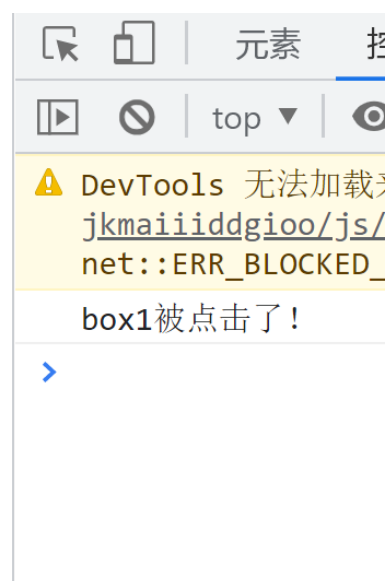 元素
top
DevTools 无法加载
jkmaiiiddgioo/js/
net::ERR_BLOCKED_
box1被点击了！